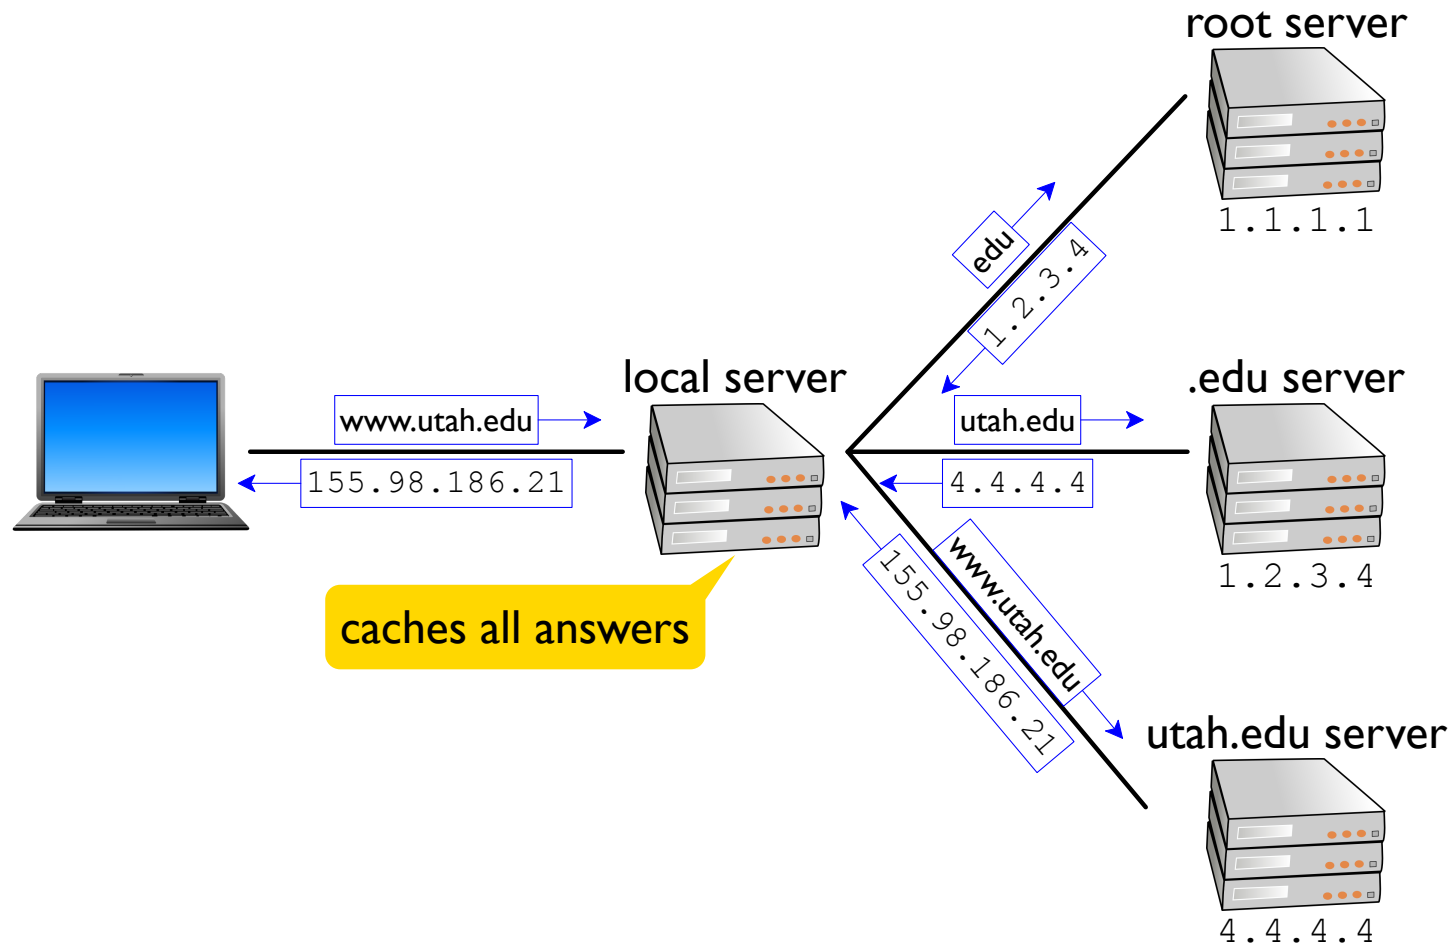 root server
1.1.1.1
edu
1.2.3.4
local server
www.utah.edu
155.98.186.21
.edu server
utah.edu
4.4.4.4
1.2.3.4
www.utah.edu
155.98.186.21
caches all answers
utah.edu server
4.4.4.4